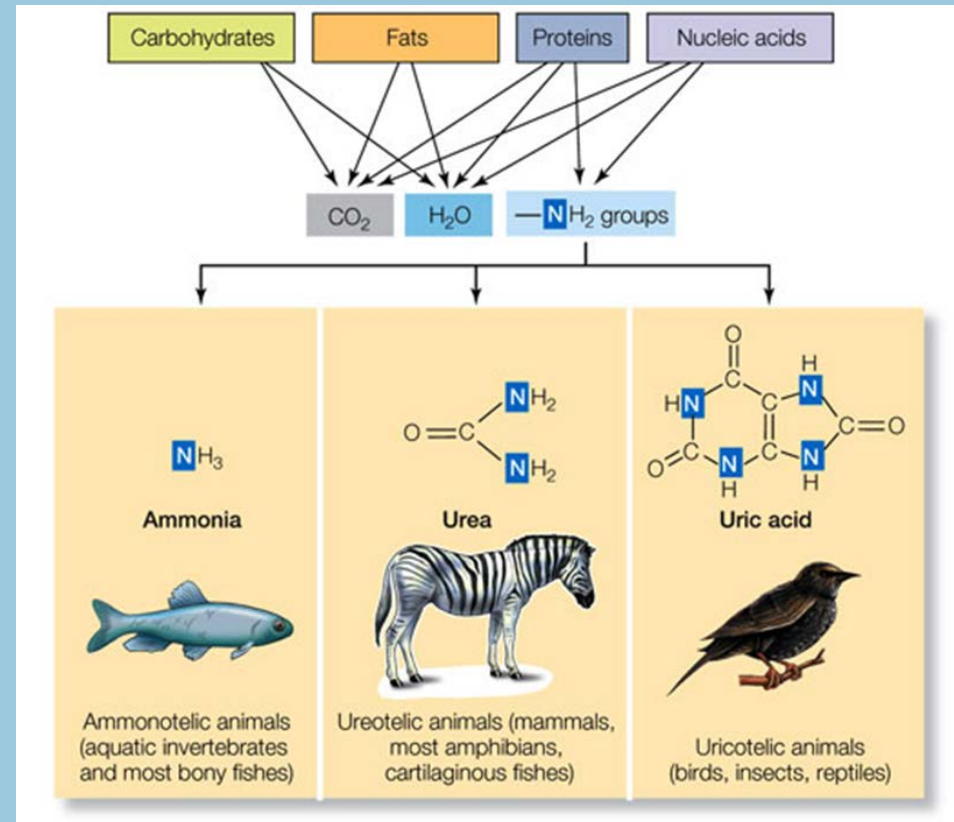 Carbohydrates
Fats
Proteins
Nucleic acids
CO₂
H₂O
—NH₂ groups
NH₃
Ammonia
O=C
NH₂
NH₂
Urea
O
C
HN
C
H
N
C=O
O
C
N
H
C
N
H
Uric acid
Ammonotelic animals
(aquatic invertebrates
and most bony fishes)
Ureotelic animals (mammals,
most amphibians,
cartilaginous fishes)
Uricotelic animals
(birds, insects, reptiles)